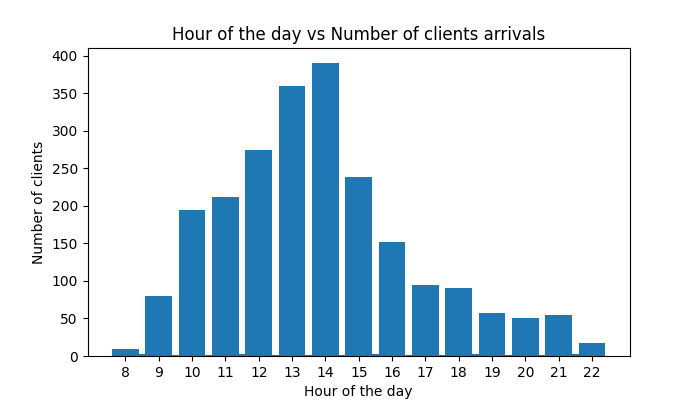 Hour of the day vs Number of clients arrivals
400
350
300
250
200
150
100
50
0
Number of clients
8 9 10 11 12 13 14 15 16 17 18 19 20 21 22
Hour of the day